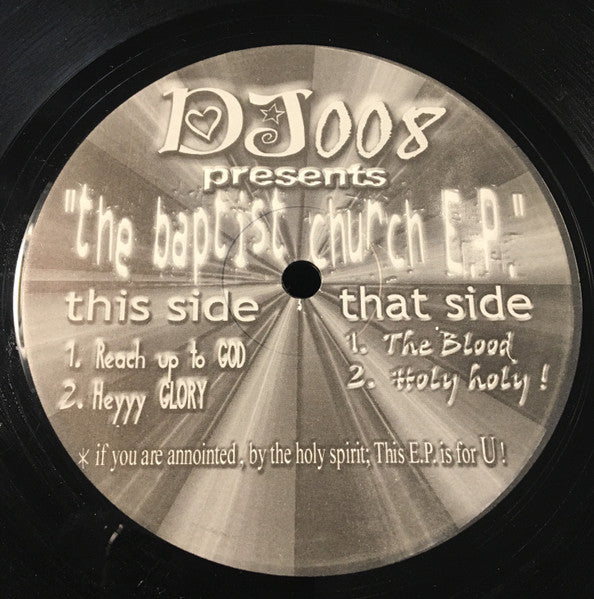 DJ008
presents
"the baptist church E.P."
this side
1. Reach up to GOD
2. Heyyy GLORY
that side
1. The Blood
2. Holy holy !
* if you are annointed, by the holy spirit; This E.P. is for U !